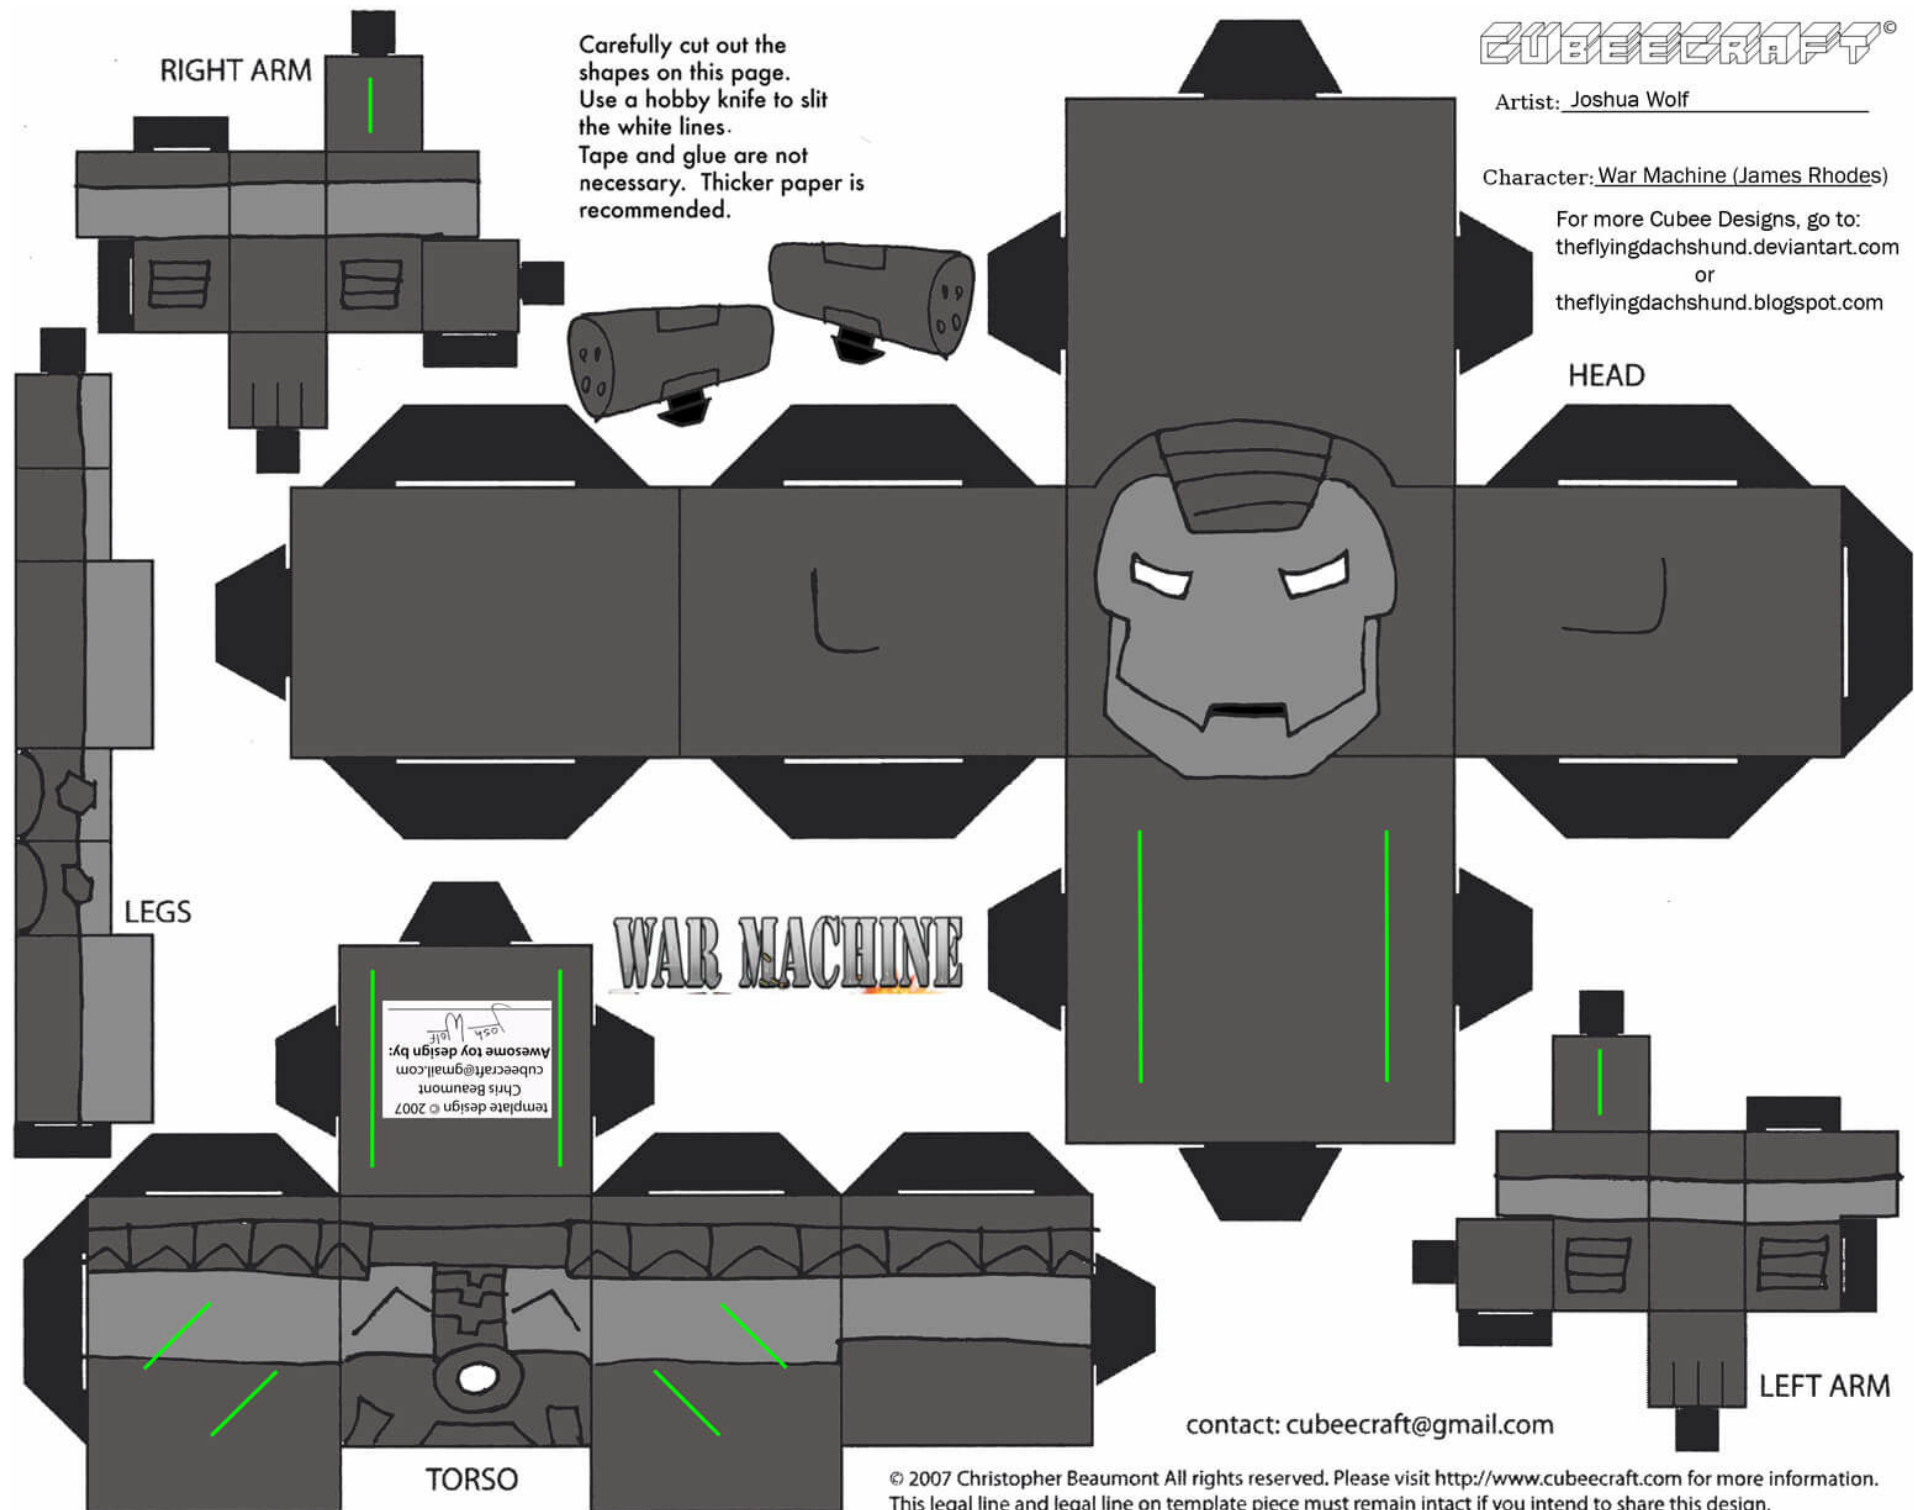 RIGHT ARM
Carefully cut out the
shapes on this page.
Use a hobby knife to slit
the white lines.
Tape and glue are not
necessary. Thicker paper is
recommended.
CUBEECRAFT©
Artist: Joshua Wolf
Character: War Machine (James Rhodes)
For more Cubee Designs, go to:
theflyingdachshund.deviantart.com
or
theflyingdachshund.blogspot.com
HEAD
LEGS
WAR MACHINE
template design © 2007
Chris Beaumont
cubeecraft@gmail.com
Awesome toy design by:
Josh Wolf
LEFT ARM
contact: cubeecraft@gmail.com
TORSO
© 2007 Christopher Beaumont All rights reserved. Please visit http://www.cubeecraft.com for more information.
This legal line and legal line on template piece must remain intact if you intend to share this design.